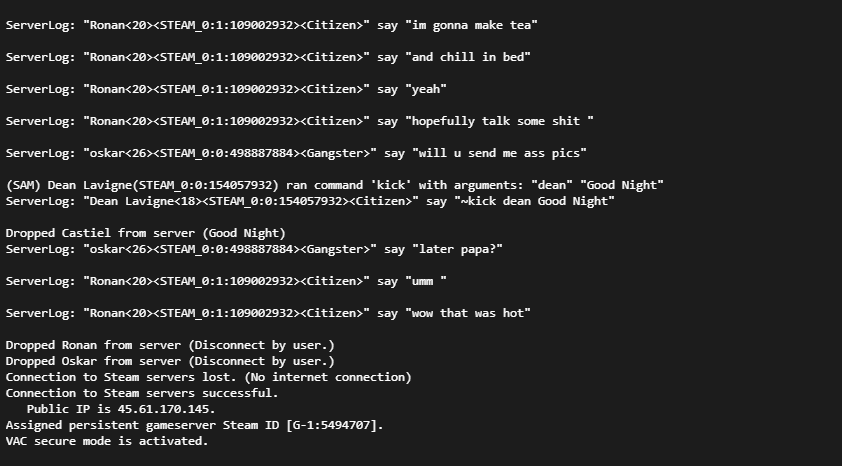 ServerLog: "Ronan<20><STEAM_0:1:109002932><Citizen>" say "im gonna make tea"
ServerLog: "Ronan<20><STEAM_0:1:109002932><Citizen>" say "and chill in bed"
ServerLog: "Ronan<20><STEAM_0:1:109002932><Citizen>" say "yeah"
ServerLog: "Ronan<20><STEAM_0:1:109002932><Citizen>" say "hopefully talk some shit "
ServerLog: "oskar<26><STEAM_0:0:498887884><Gangster>" say "will u send me ass pics"
(SAM) Dean Lavigne(STEAM_0:0:154057932) ran command 'kick' with arguments: "dean" "Good Night"
ServerLog: "Dean Lavigne<18><STEAM_0:0:154057932><Citizen>" say "~kick dean Good Night"
Dropped Castiel from server (Good Night)
ServerLog: "oskar<26><STEAM_0:0:498887884><Gangster>" say "later papa?"
ServerLog: "Ronan<20><STEAM_0:1:109002932><Citizen>" say "umm "
ServerLog: "Ronan<20><STEAM_0:1:109002932><Citizen>" say "wow that was hot"
Dropped Ronan from server (Disconnect by user.)
Dropped Oskar from server (Disconnect by user.)
Connection to Steam servers lost. (No internet connection)
Connection to Steam servers successful.
Public IP is 45.61.170.145.
Assigned persistent gameserver Steam ID [G-1:5494707].
VAC secure mode is activated.